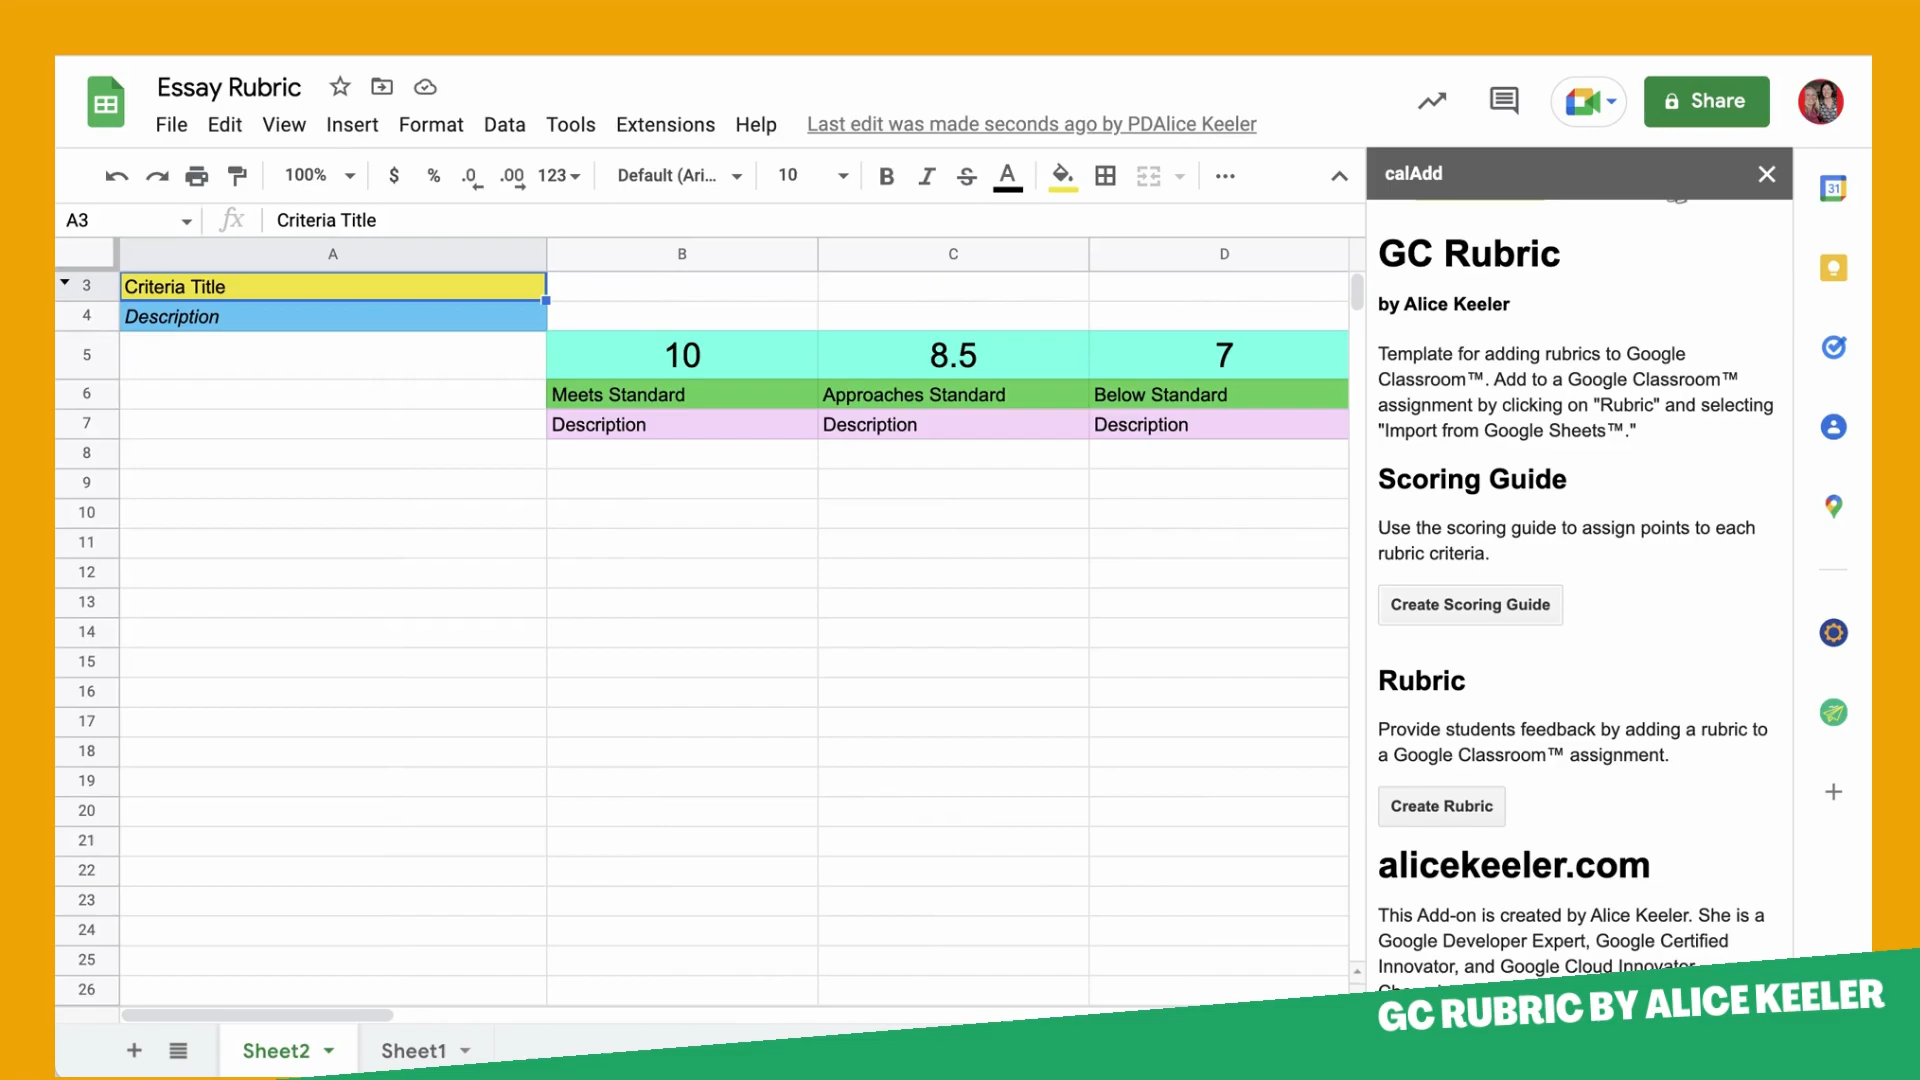 Essay Rubric
File Edit View Insert Format Data Tools Extensions Help Last edit was made seconds ago by PDAlice Keeler
Share
100% $ % .0 .00 123 Default (Ari... 10 B I S A
A3 fx Criteria Title
A B C D
3 Criteria Title
4 Description
5 10 8.5 7
6 Meets Standard Approaches Standard Below Standard
7 Description Description Description
8
9
10
11
12
13
14
15
16
17
18
19
20
21
22
23
24
25
26
Sheet2 Sheet1
calAdd
GC Rubric
by Alice Keeler
Template for adding rubrics to Google
Classroom™. Add to a Google Classroom™
assignment by clicking on "Rubric" and selecting
"Import from Google Sheets™."
Scoring Guide
Use the scoring guide to assign points to each
rubric criteria.
Create Scoring Guide
Rubric
Provide students feedback by adding a rubric to
a Google Classroom™ assignment.
Create Rubric
alicekeeler.com
This Add-on is created by Alice Keeler. She is a
Google Developer Expert, Google Certified
Innovator, and Google Cloud Innovator
31
GC RUBRIC BY ALICE KEELER